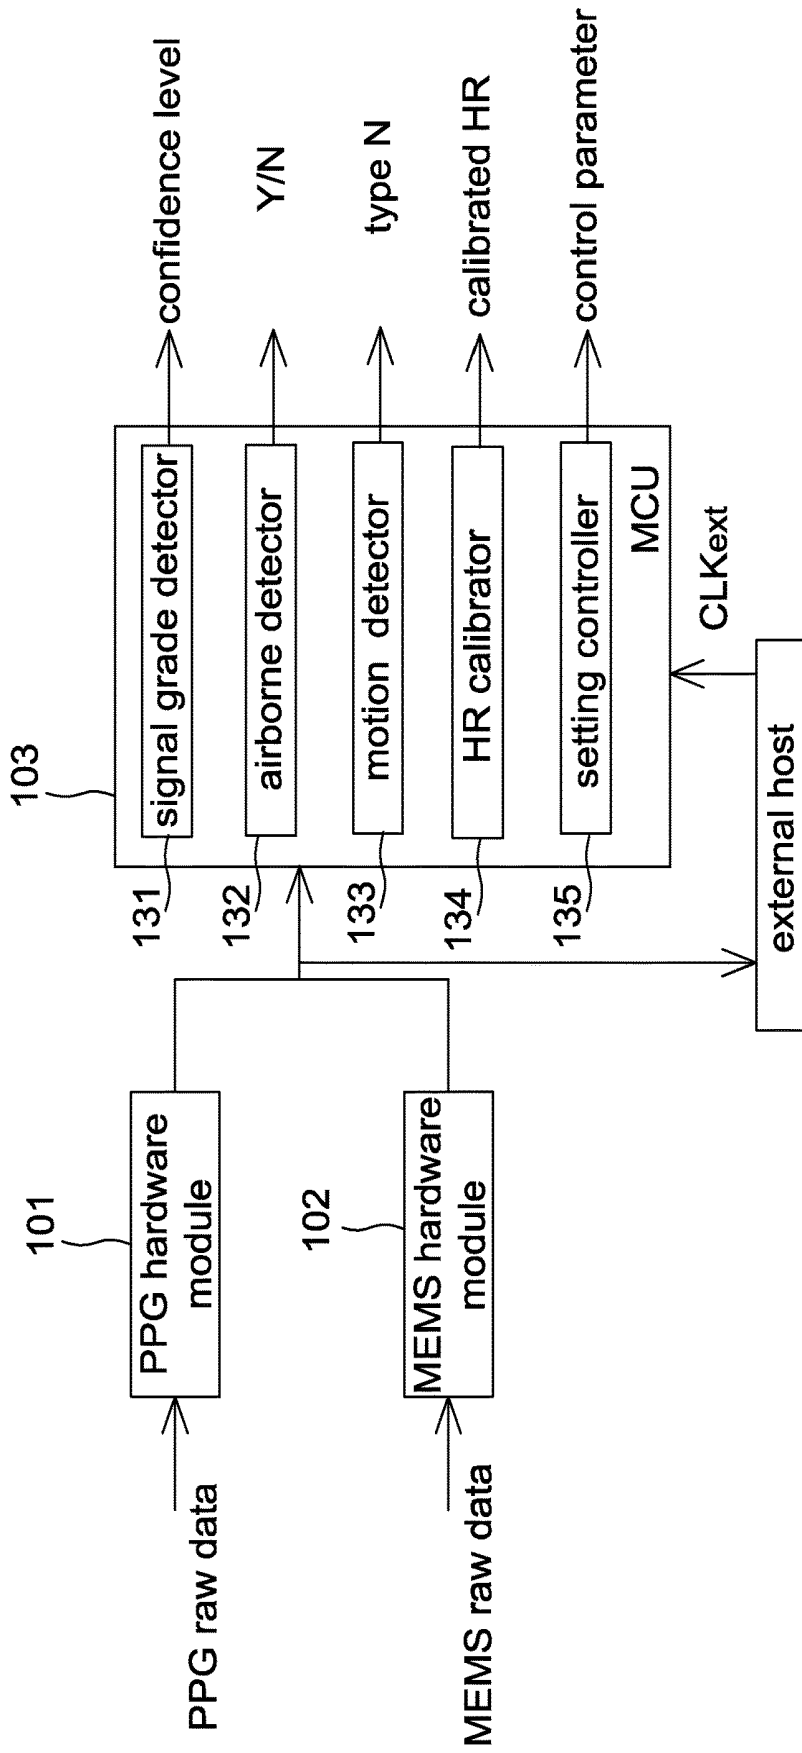 PPG raw data
MEMS raw data
101
PPG hardware
module
102
MEMS hardware
module
103
131
signal grade detector
confidence level
132
airborne detector
Y/N
133
motion detector
type N
134
HR calibrator
calibrated HR
135
setting controller
control parameter
MCU
CLKext
external host